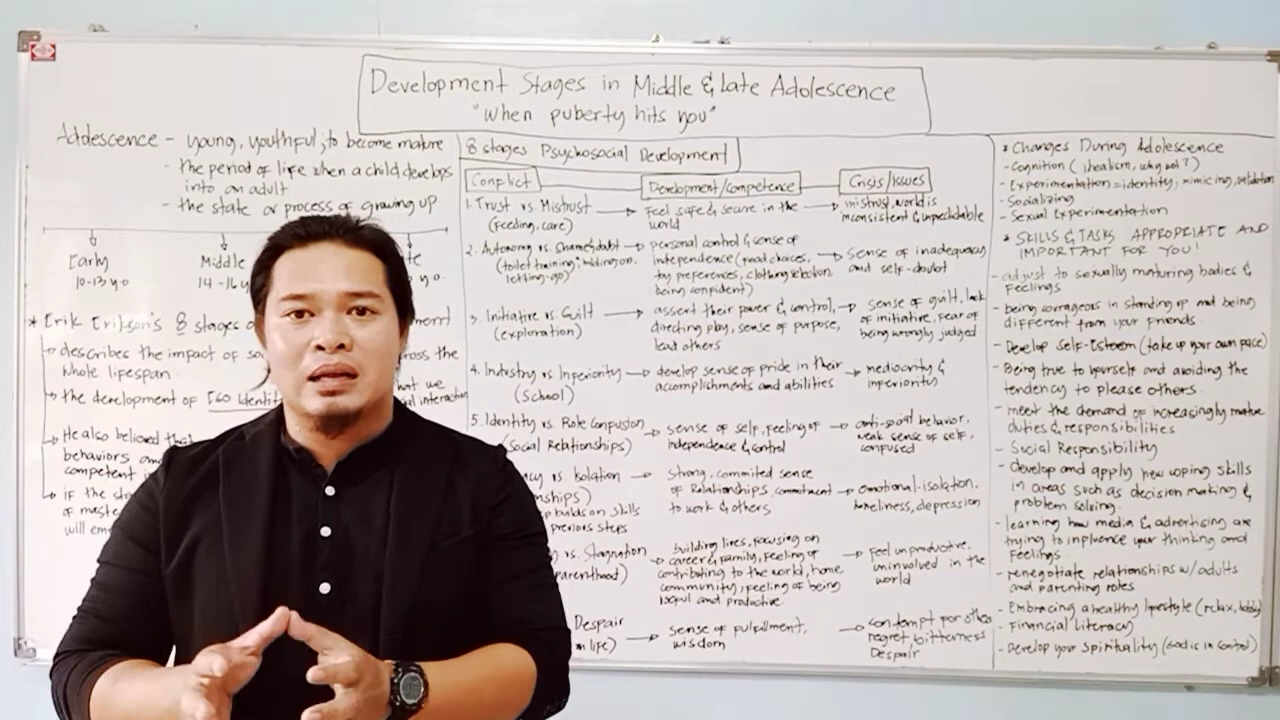 Development Stages in Middle & Late Adolescence
"When puberty hits you"
Adolescence - young, youthful, to become mature
- the period of life when a child develops
into an adult
- the state or process of growing up
Early
Middle
10-13 y.o
14-16 y
y.o.
* Erik Erikson's 8 stages
describes the impact of
across the
whole lifespan
the development of EGO Identi
what we
interaction
He also believed that
behaviors
competent
if the
of
will
8 stages Psychosocial Development
Conflict
Development/competence
Crisis/Issues
1. Trust vs. Mistrust
(Feeding, care)
Feel safe & secure in the
world
mistrust, world is
inconsistent & unpredictable
2. Autonomy vs. Shame & doubt
(toilet training, holding on,
letting-go)
personal control & sense of
independence (food choices,
toy preferences, clothing selection,
being confident)
Sense of inadequacy
and self-doubt
3. Initiative vs. Guilt
(exploration)
assert their power & control,
directing play, sense of purpose,
lead others
sense of guilt, lack
of initiative, fear of
being wrongly judged
4. Industry vs Inferiority
(School)
develop sense of pride in their
accomplishments and abilities
mediocrity &
inferiority
5. Identity vs. Role Confusion
(Social Relationships)
sense of self, feeling of
independence & control
anti-social behavior,
weak sense of self,
confused
acy vs. Isolation
nships)
builds on skills
previous steps
Strong, commited sense
of Relationships, commitment
to work & others
emotional-isolation,
loneliness, depression
vs. Stagnation
parenthood)
building lives, focusing on
career & family, feeling of
contributing to the world, home,
community, feeling of being
useful and productive.
feel unproductive,
uninvolved in the
world
Despair
life)
sense of fulfillment,
wisdom
contempt for other
regret, bitterness
Despair
* Changes During Adolescence
- Cognition (idealism, why not?)
- Experimentation = identity, mimicing, validation
- Socializing
- Sexual Experimentation
* SKILLS & TASKS APPROPRIATE AND
IMPORTANT FOR YOU!
- adjust to sexually maturing bodies &
feelings
- being courageous in standing up and being
different from your friends
- Develop Self-Esteem (take up your own pace)
- Being true to yourself and avoiding the
tendency to please others.
- meet the demand of increasingly mature
duties & responsibilities
- Social Responsibility
- develop and apply new coping skills
in areas such as decision making &
problem solving.
- learning how media & advertising are
trying to influence your thinking and
feelings
- renegotiate relationships w/ adults
and parenting roles
- Embracing a healthy lifestyle (relax, hobby)
- Financial literacy
- Develop your spirituality (God is in control)